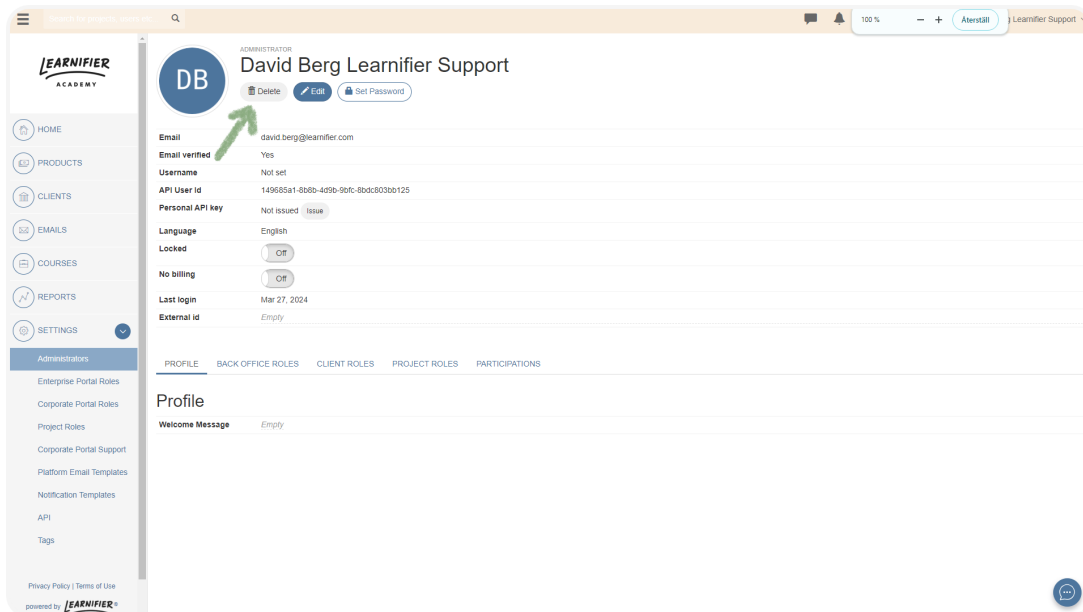 Search for projects, users etc
100 %
− +
Återställ
g Learnifier Support
LEARNIFIER
ACADEMY
HOME
PRODUCTS
CLIENTS
EMAILS
COURSES
REPORTS
SETTINGS
Administrators
Enterprise Portal Roles
Corporate Portal Roles
Project Roles
Corporate Portal Support
Platform Email Templates
Notification Templates
API
Tags
Privacy Policy | Terms of Use
powered by LEARNIFIER®
DB
ADMINISTRATOR
David Berg Learnifier Support
Delete Edit Set Password
Email david.berg@learnifier.com
Email verified Yes
Username Not set
API User Id 149685a1-8b8b-4d9b-9bfc-8bdc803bb125
Personal API key Not issued Issue
Language English
Locked Off
No billing Off
Last login Mar 27, 2024
External id Empty
PROFILE BACK OFFICE ROLES CLIENT ROLES PROJECT ROLES PARTICIPATIONS
Profile
Welcome Message Empty